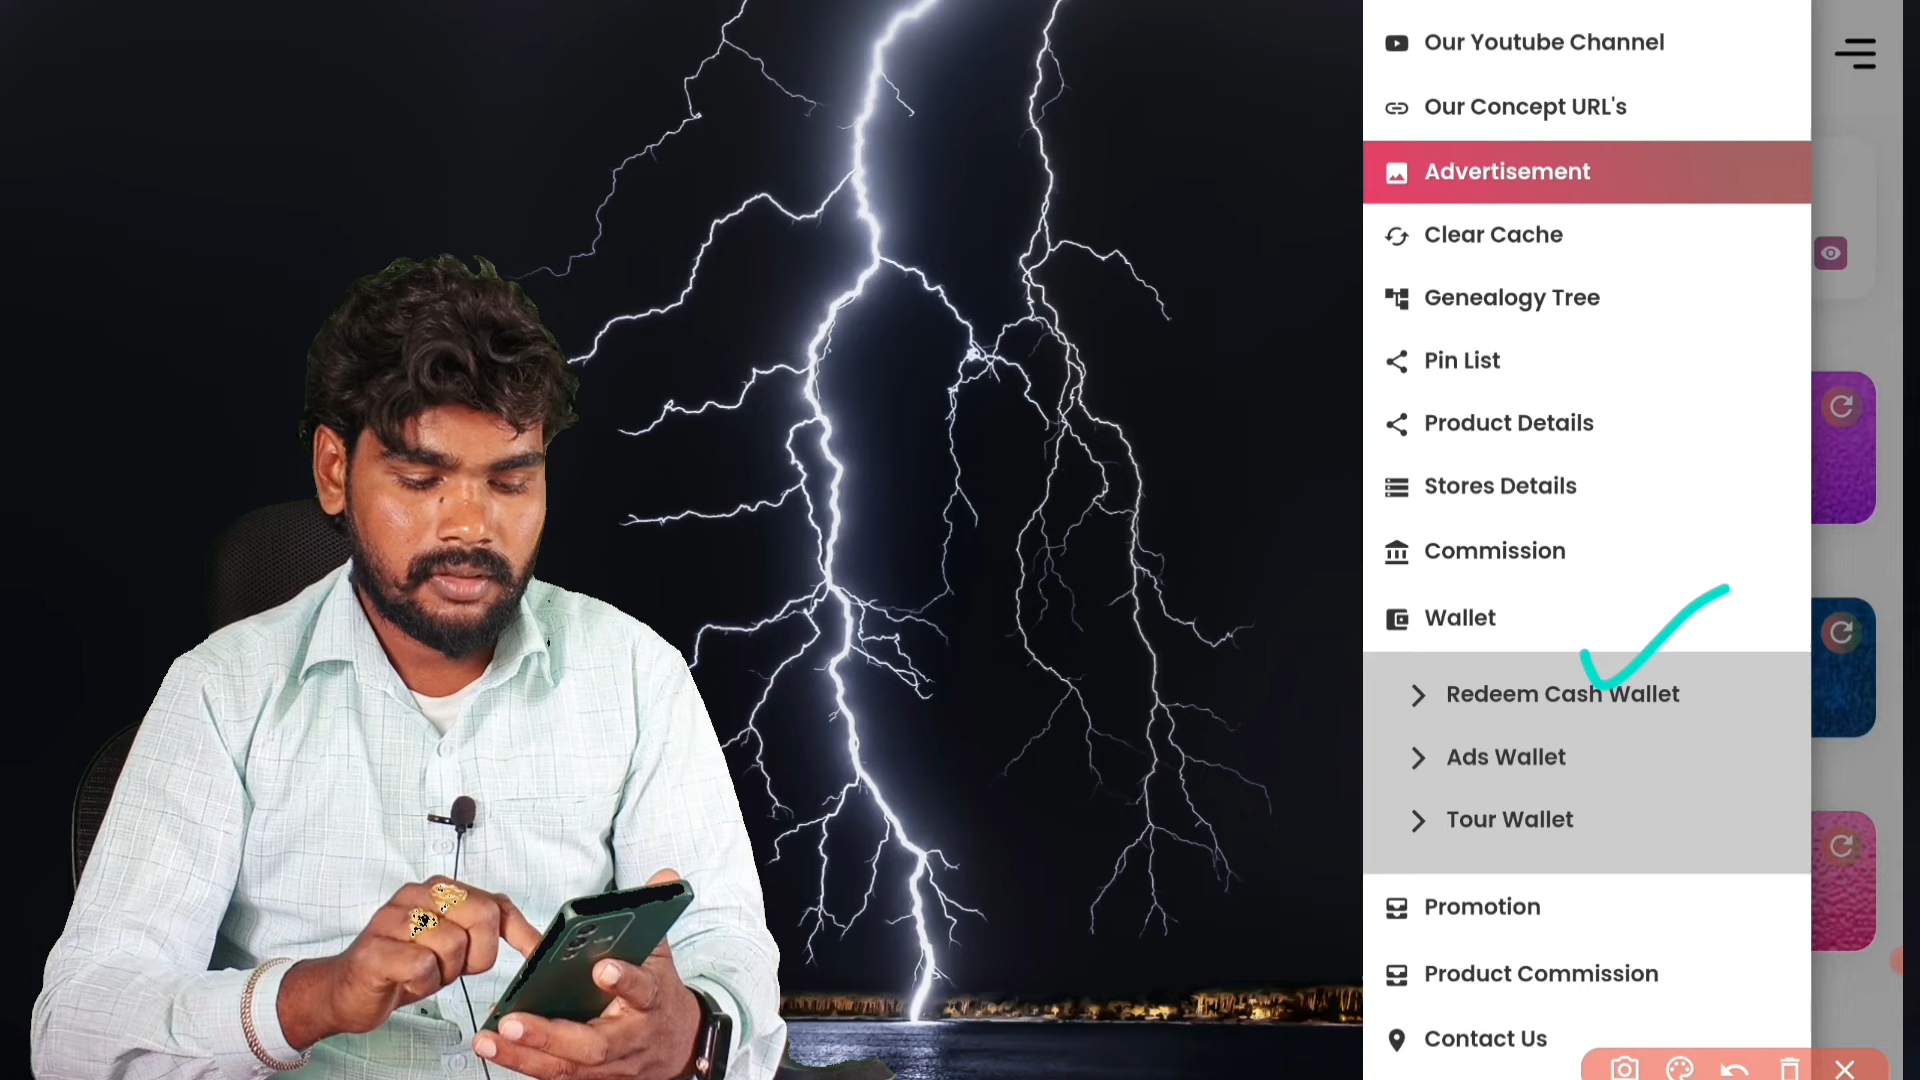 Our Youtube Channel
Our Concept URL's
Advertisement
Clear Cache
Genealogy Tree
Pin List
Product Details
Stores Details
Commission
Wallet
Redeem Cash Wallet
Ads Wallet
Tour Wallet
Promotion
Product Commission
Contact Us